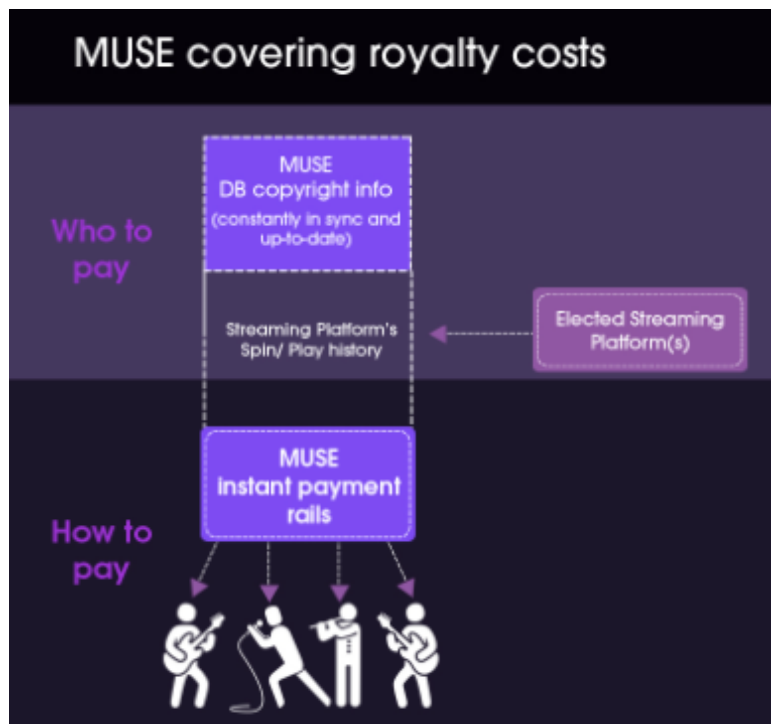 MUSE covering royalty costs
Who to
pay
MUSE
DB copyright info
(constantly in sync and
up-to-date)
Streaming Platform's
Spin/ Play history
Elected Streaming
Platform(s)
How to
pay
MUSE
instant payment
rails